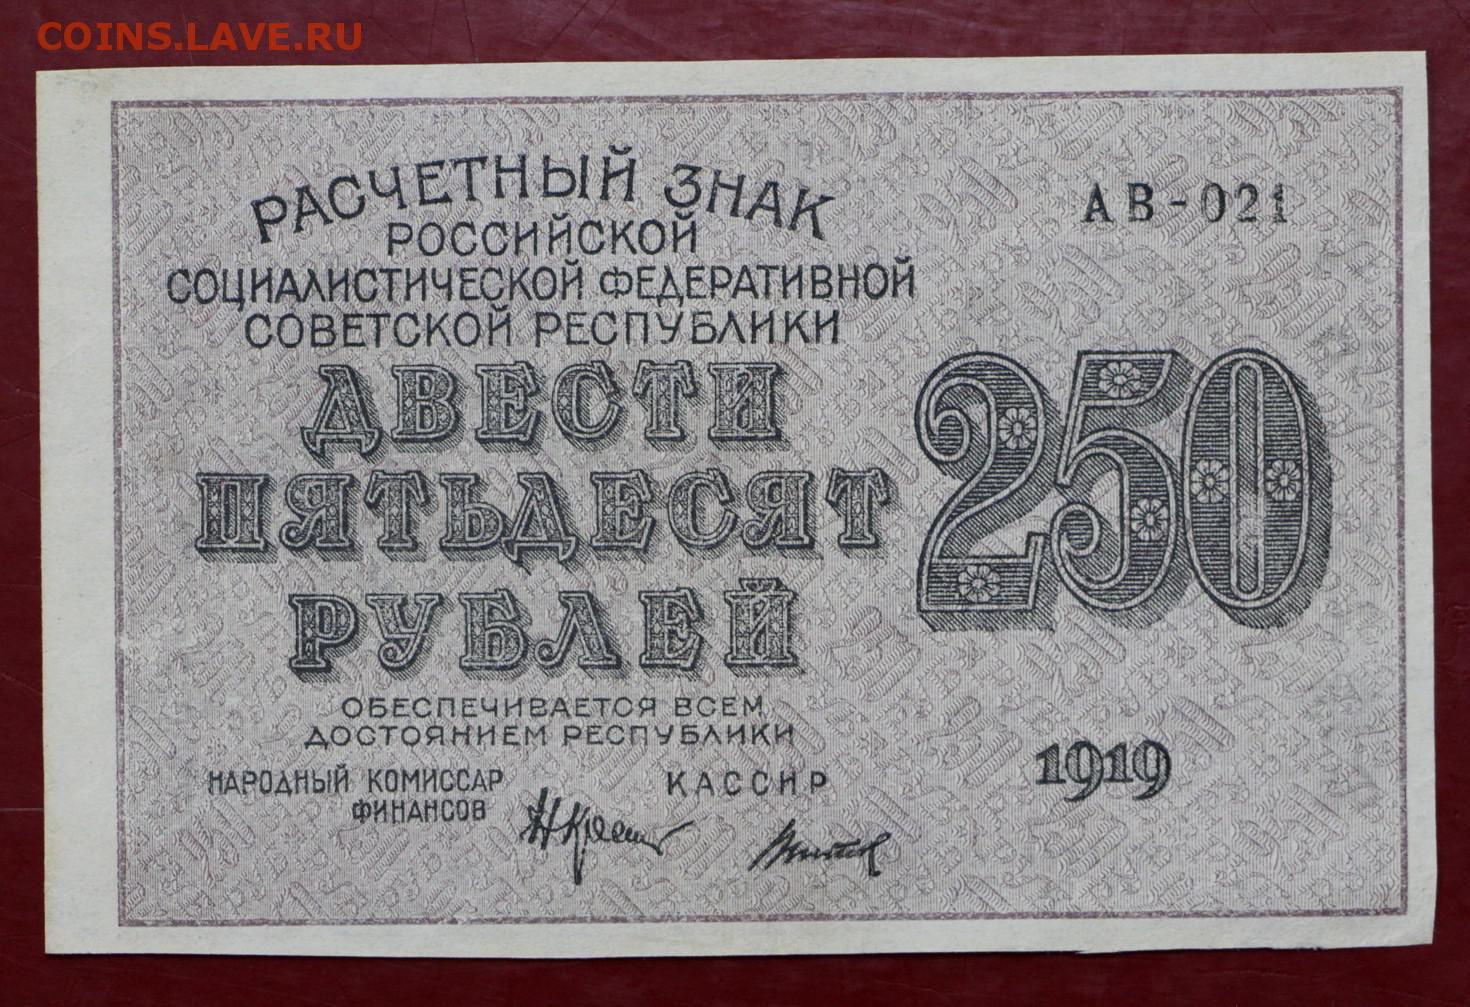 COINS.LAVE.RU
РАСЧЕТНЫЙ ЗНАК
РОССИЙСКОЙ
СОЦИАЛИСТИЧЕСКОЙ ФЕДЕРАТИВНОЙ
СОВЕТСКОЙ РЕСПУБЛИКИ
АВ-021
ДВЕСТИ
ПЯТЬДЕСЯТ
РУБЛЕЙ
250
ОБЕСПЕЧИВАЕТСЯ ВСЕМ
ДОСТОЯНИЕМ РЕСПУБЛИКИ
НАРОДНЫЙ КОМИССАР
ФИНАНСОВ
КАССИР
1919